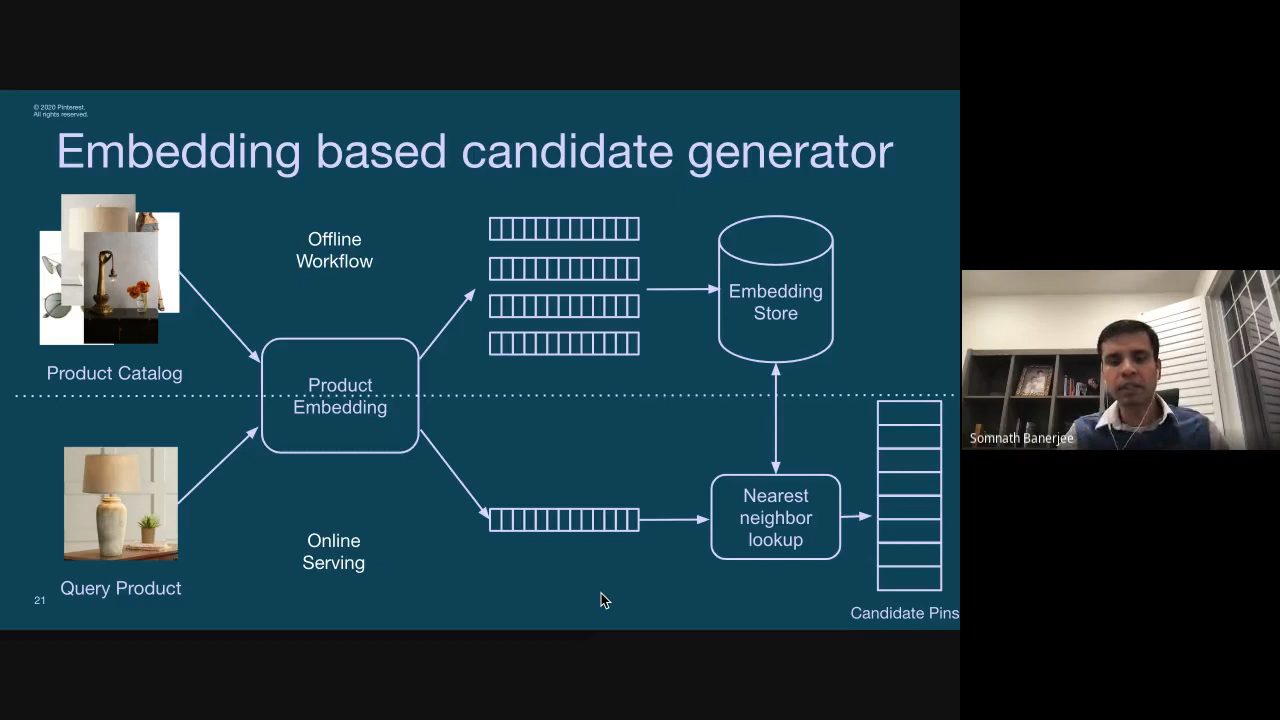 © 2020 Pinterest.
All rights reserved.
Embedding based candidate generator
Offline
Workflow
Embedding
Store
Product Catalog
Product
Embedding
Nearest
neighbor
lookup
Online
Serving
Query Product
21
Candidate Pins
Somnath Banerjee